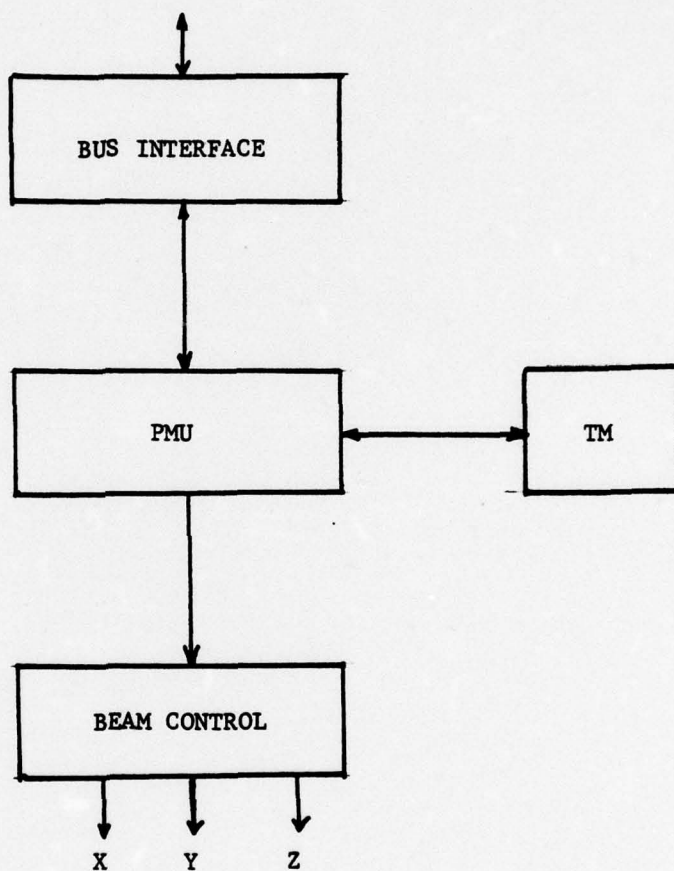 BUS INTERFACE
PMU
TM
BEAM CONTROL
X Y Z